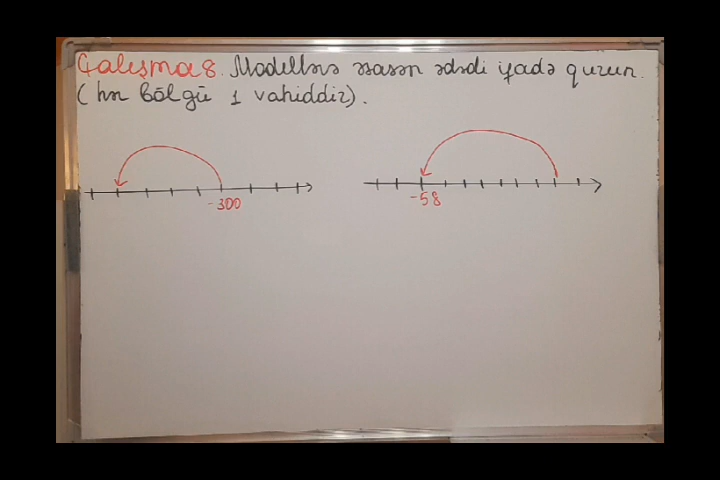 Çalışma 8. Modellərə əsasən ədədi ifadə qurun.
(hər bölgü 1 vahiddir).
-300
-58